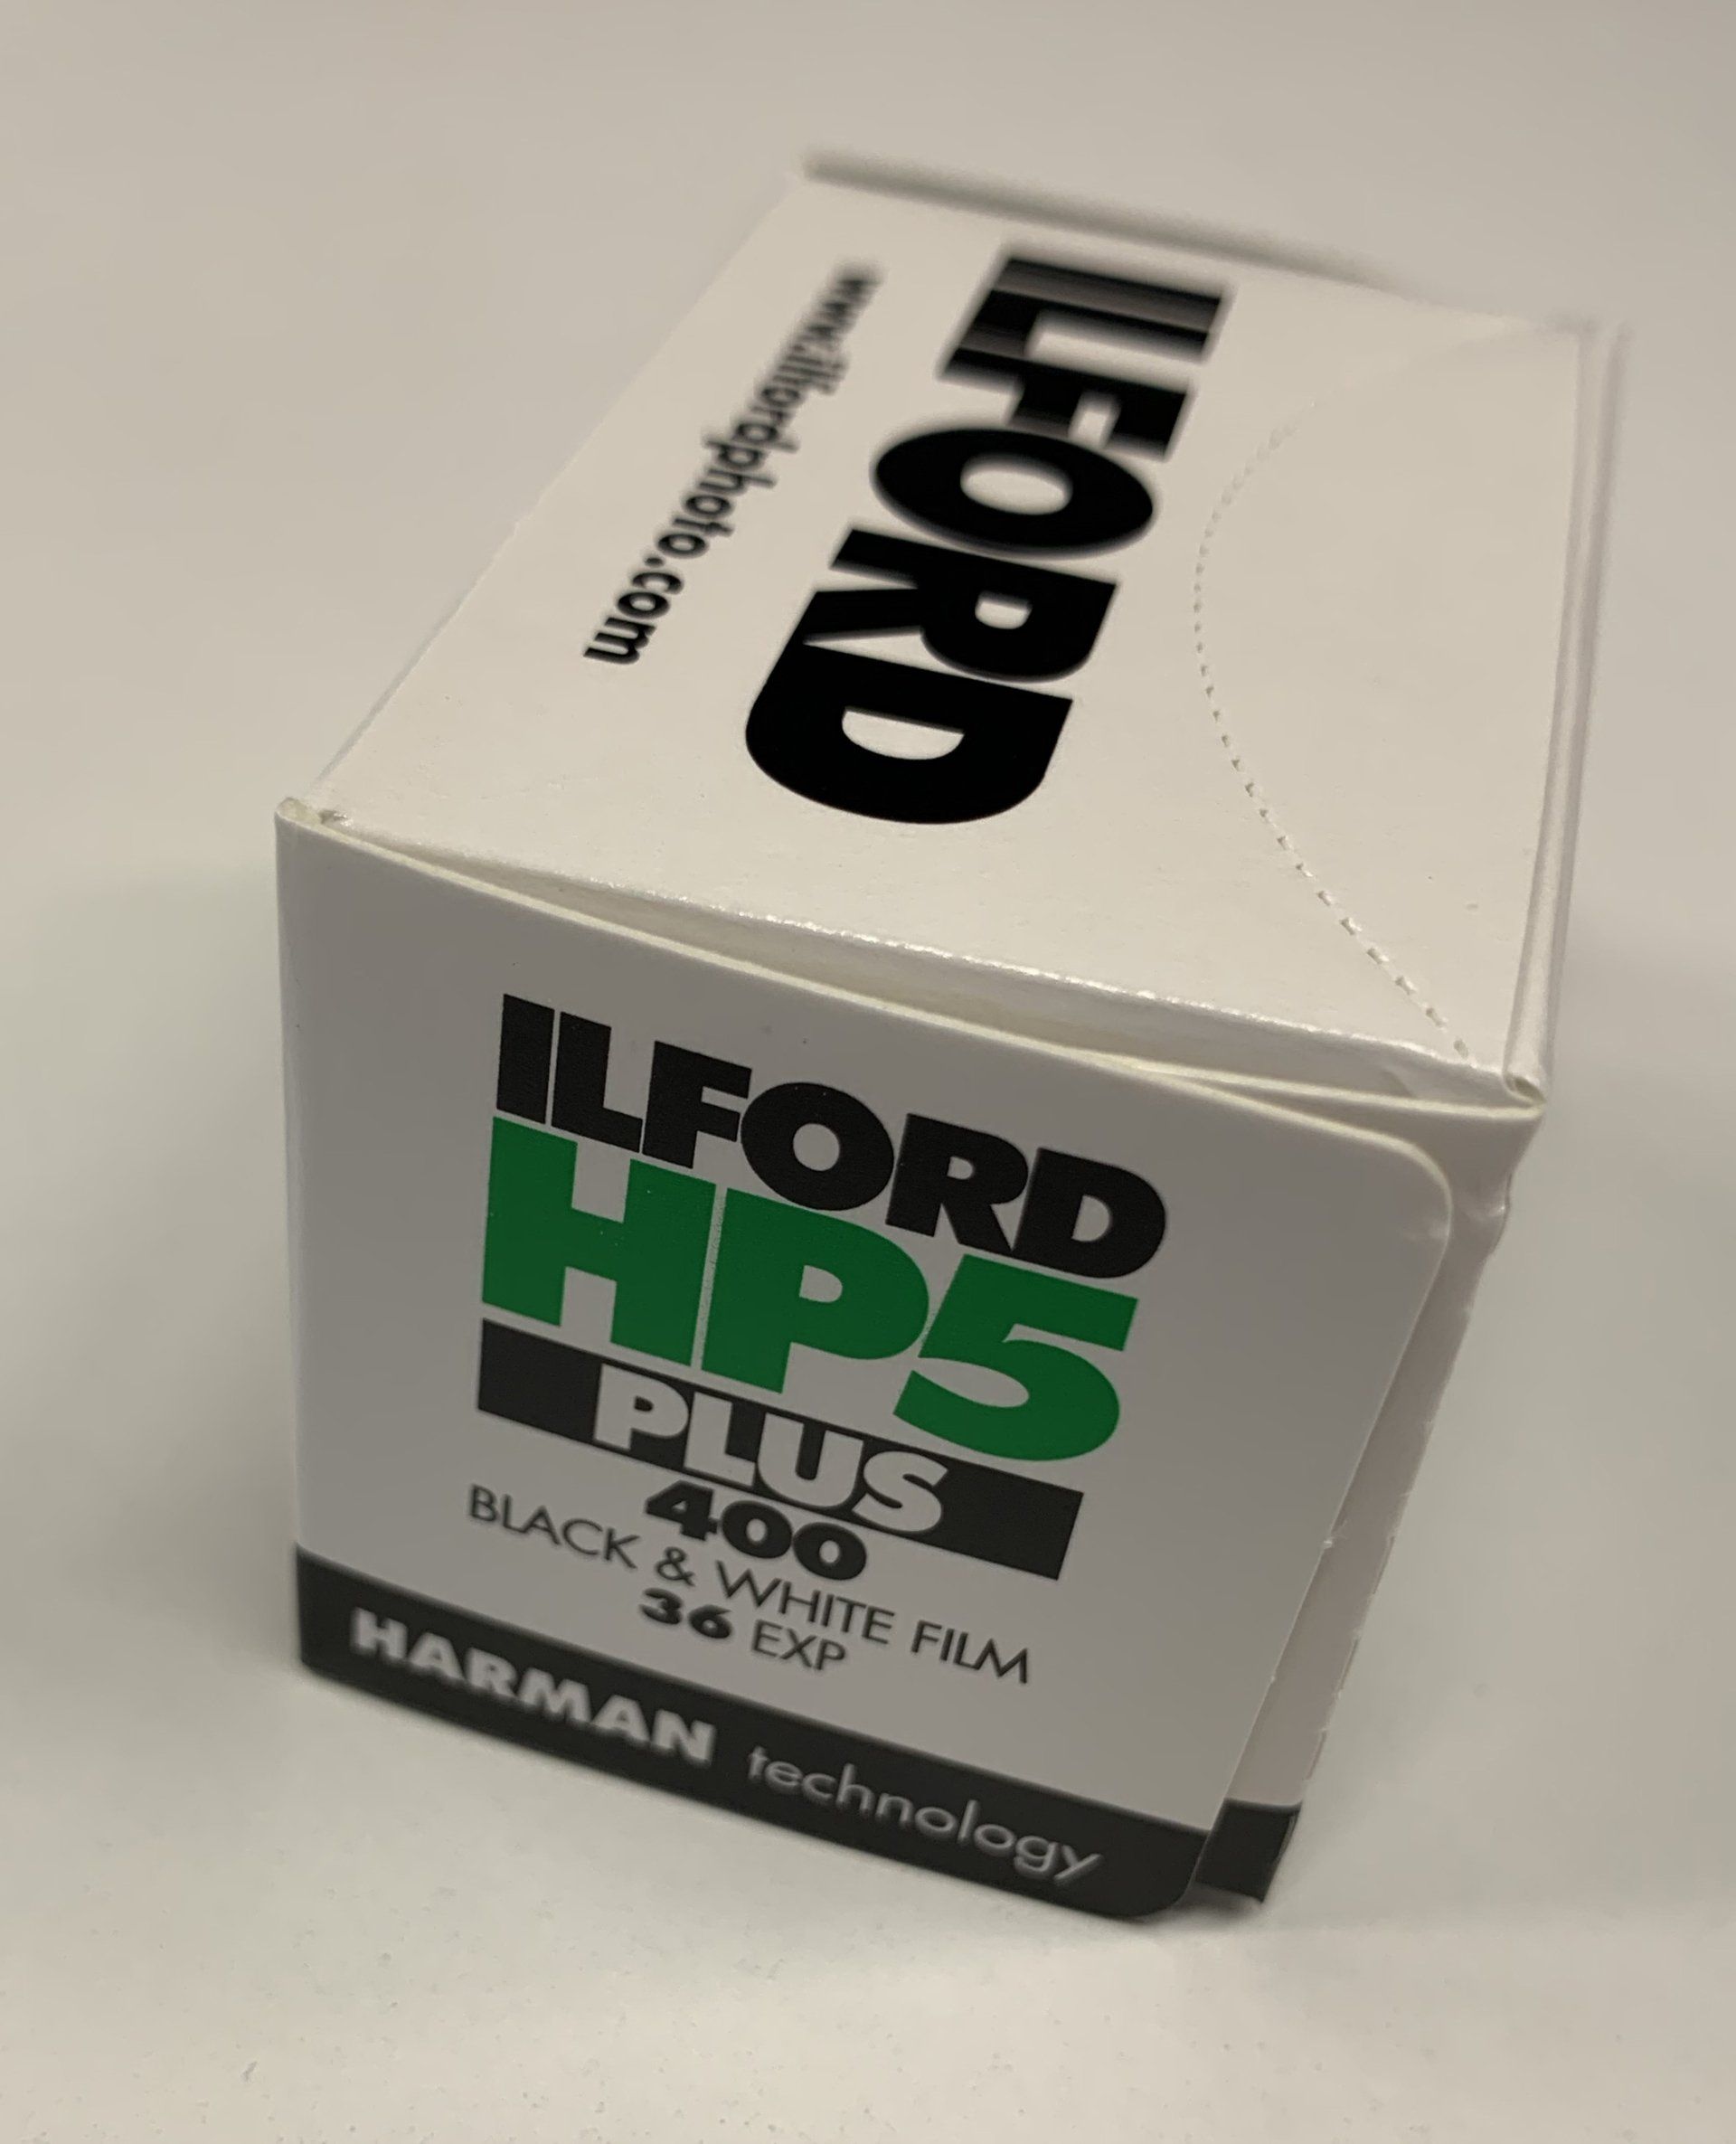 ILFORD
www.ilfordphoto.com
ILFORD
HP5
PLUS
400
BLACK & WHITE FILM
36 EXP
HARMAN technology